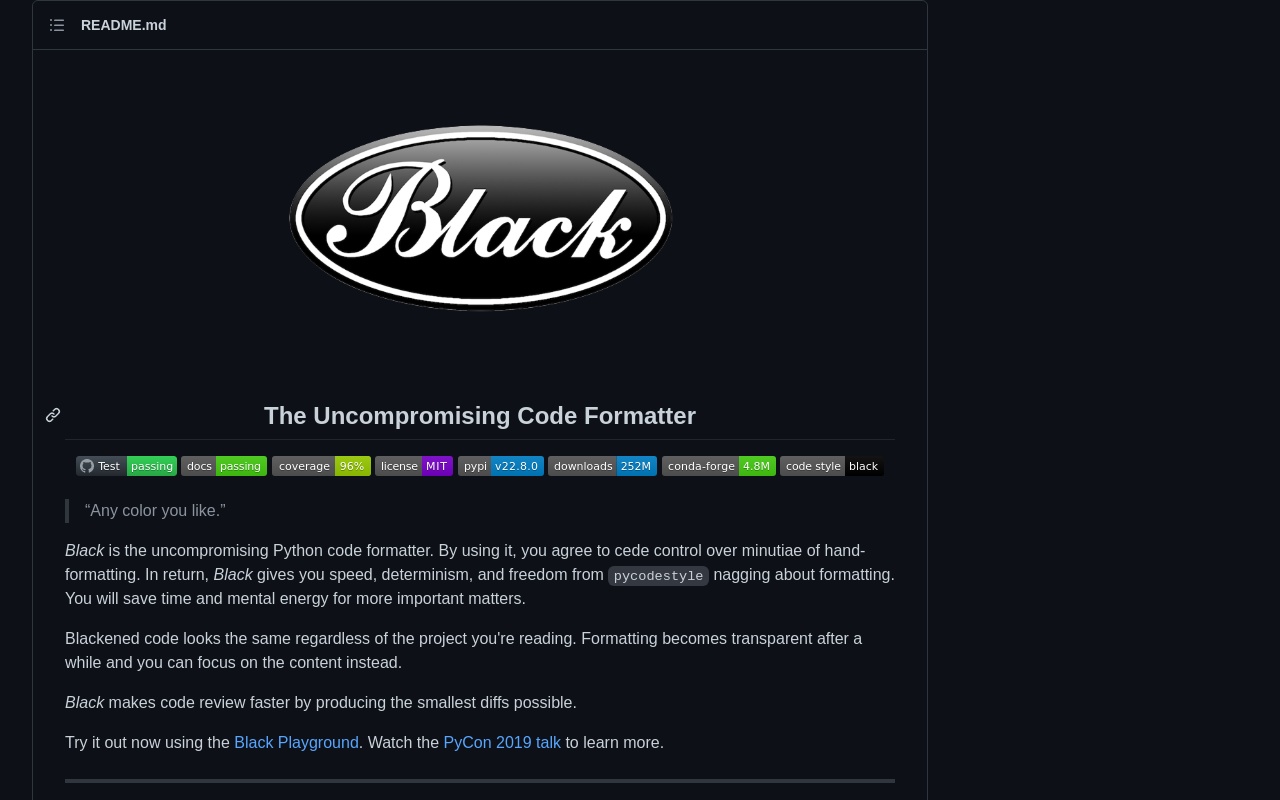 README.md
Black
The Uncompromising Code Formatter
Test passing docs passing coverage 96% license MIT pypi v22.8.0 downloads 252M conda-forge 4.8M code style black
“Any color you like.”
Black is the uncompromising Python code formatter. By using it, you agree to cede control over minutiae of hand-
formatting. In return, Black gives you speed, determinism, and freedom from pycodestyle nagging about formatting.
You will save time and mental energy for more important matters.
Blackened code looks the same regardless of the project you're reading. Formatting becomes transparent after a
while and you can focus on the content instead.
Black makes code review faster by producing the smallest diffs possible.
Try it out now using the Black Playground. Watch the PyCon 2019 talk to learn more.